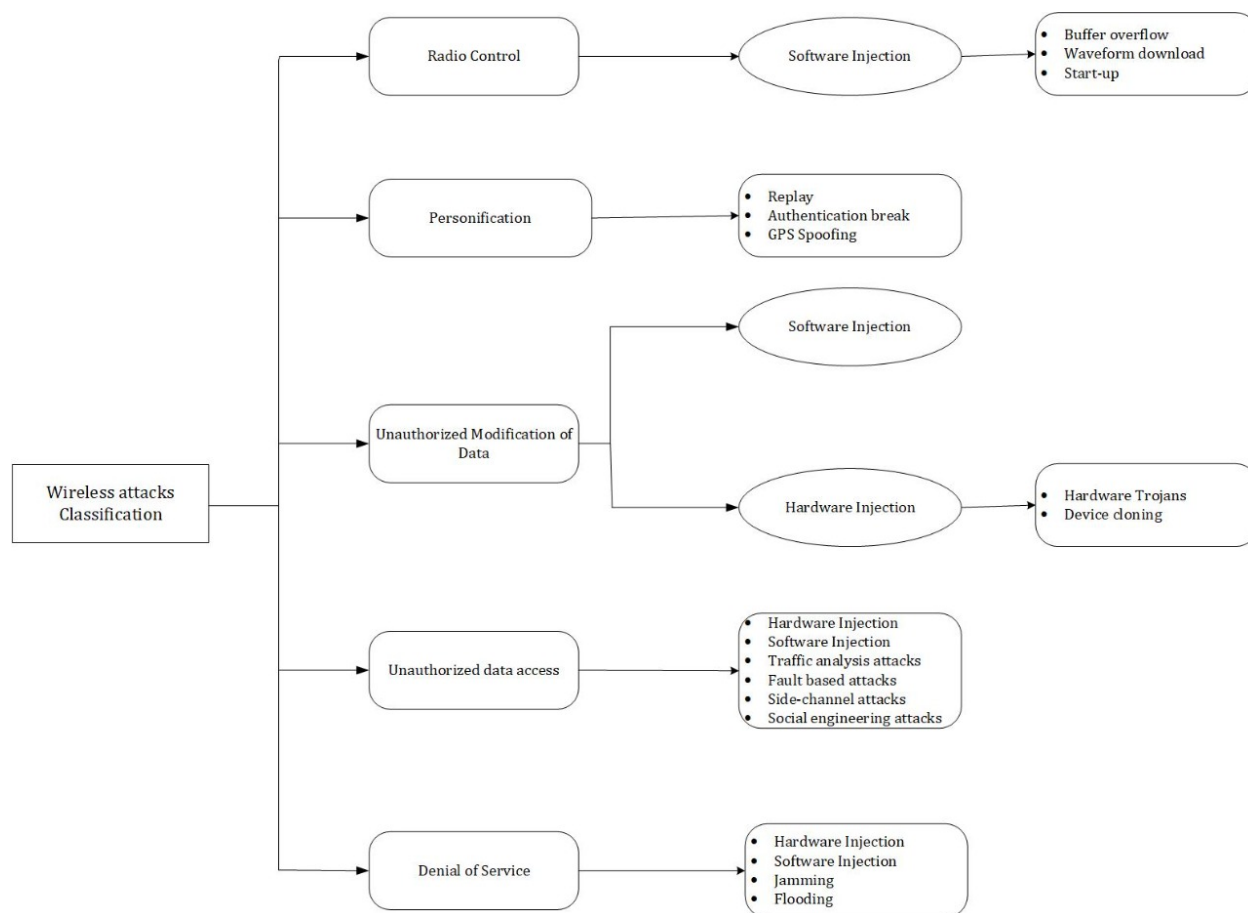 Radio Control
Software Injection
Buffer overflow
Waveform download
Start-up
Personification
Replay
Authentication break
GPS Spoofing
Software Injection
Unauthorized Modification of
Data
Wireless attacks
Classification
Hardware Injection
Hardware Trojans
Device cloning
Unauthorized data access
Hardware Injection
Software Injection
Traffic analysis attacks
Fault based attacks
Side-channel attacks
Social engineering attacks
Denial of Service
Hardware Injection
Software Injection
Jamming
Flooding